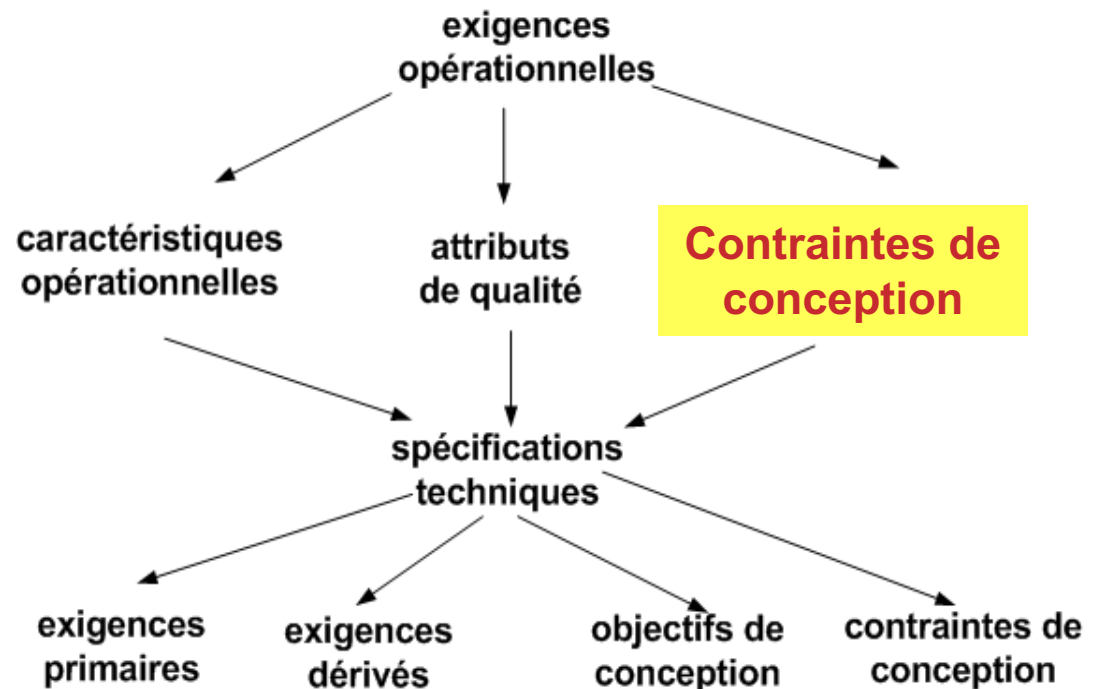 exigences
opérationnelles
caractéristiques
opérationnelles
attributs
de qualité
Contraintes de
conception
spécifications
techniques
exigences
primaires
exigences
dérivés
objectifs de
conception
contraintes de
conception